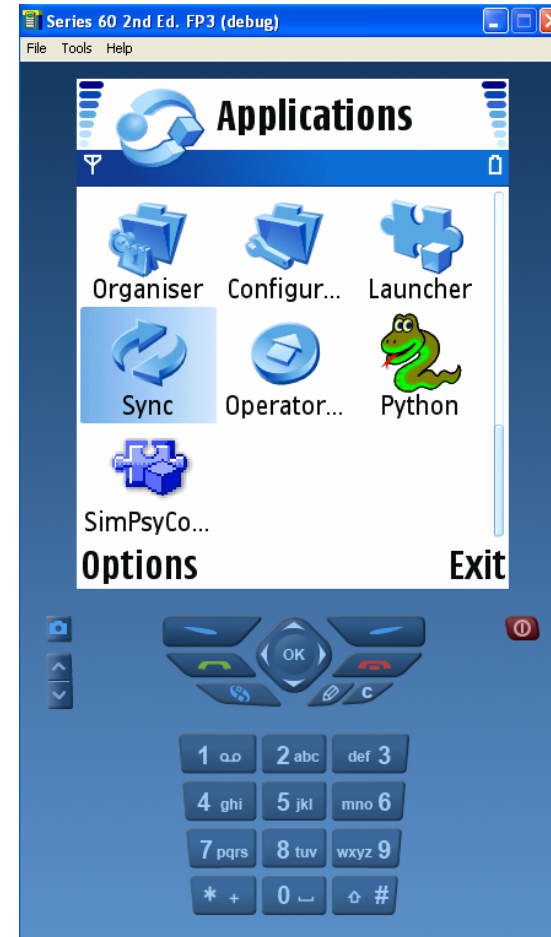 Series 60 2nd Ed. FP3 (debug)
File Tools Help
Applications
Organiser Configur... Launcher
Sync Operator... Python
SimPsyCo...
Options Exit
OK
C
1 2 abc def 3
4 ghi 5 jkl mno 6
7 pqrs 8 tuv wxyz 9
* + 0 #